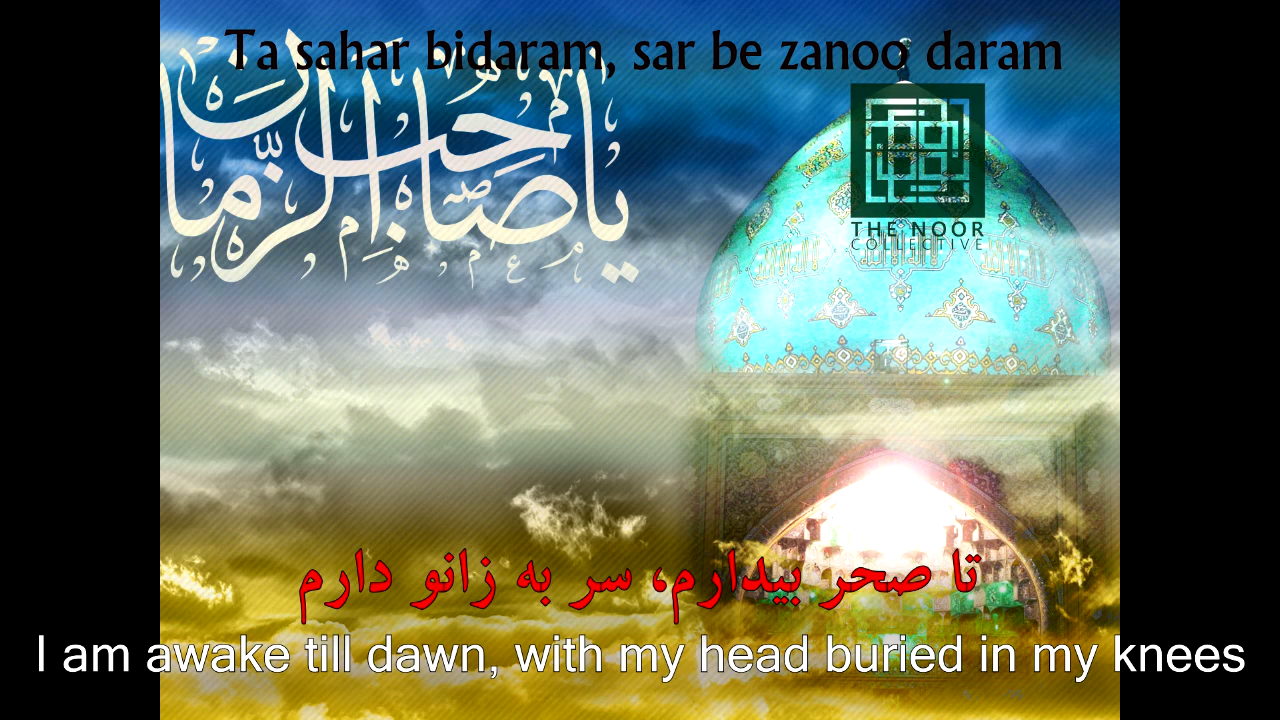 Ta sahar bidaram, sar be zanoo daram
یا صاحب الزمان
THE NOOR
COLLECTIVE
تا صحر بیدارم، سر به زانو دارم
I am awake till dawn, with my head buried in my knees